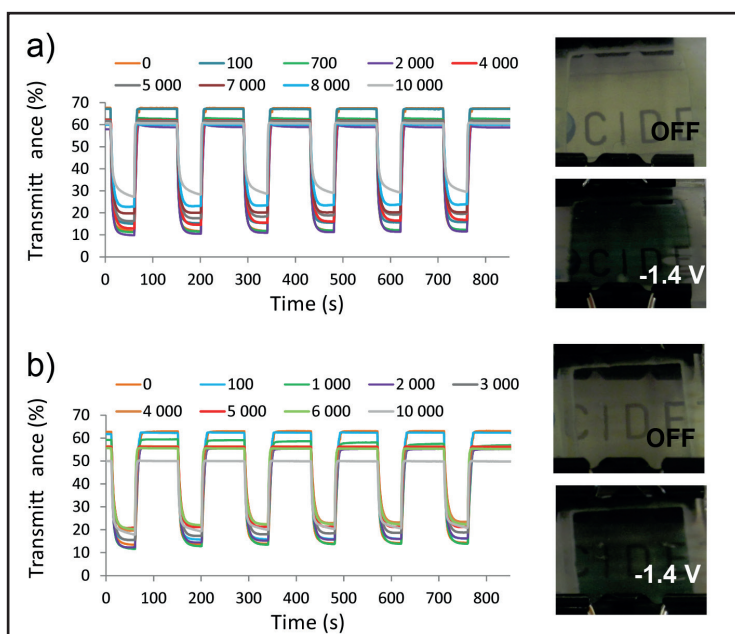 a)
0 100 700 2 000 4 000
5 000 7 000 8 000 10 000
Transmitt ance (%)
70
60
50
40
30
20
10
0
0 100 200 300 400 500 600 700 800
Time (s)
CIDE
OFF
CIDE
-1.4 V
b)
0 100 1 000 2 000 3 000
4 000 5 000 6 000 10 000
Transmitt ance (%)
70
60
50
40
30
20
10
0
0 100 200 300 400 500 600 700 800
Time (s)
CIDE
OFF
CIDE
-1.4 V